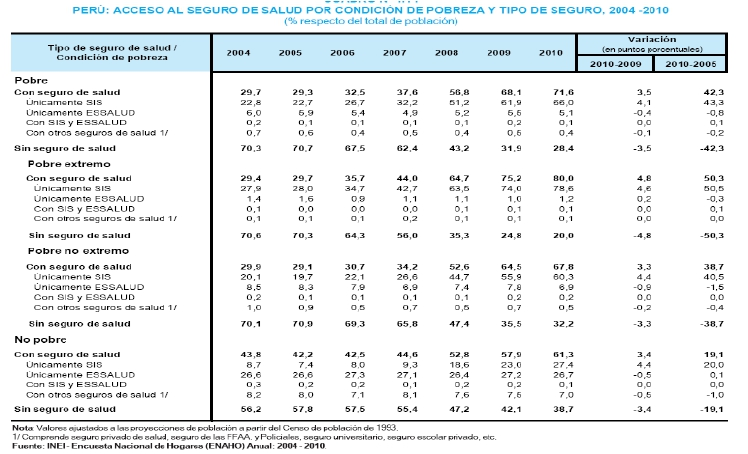 PERÚ: ACCESO AL SEGURO DE SALUD POR CONDICIÓN DE POBREZA Y TIPO DE SEGURO, 2004 -2010
(% respecto del total de población)
Tipo de seguro de salud / Condición de pobreza 2004 2005 2006 2007 2008 2009 2010 Variación (en puntos porcentuales) 2010-2009 2010-2005
Pobre
Con seguro de salud 29,7 29,3 32,5 37,6 56,8 68,1 71,6 3,5 42,3
Únicamente SIS 22,8 22,7 26,7 32,2 51,2 61,9 66,0 4,1 43,3
Únicamente ESSALUD 6,0 5,9 5,4 4,9 5,2 5,5 5,1 -0,4 -0,8
Con SIS y ESSALUD 0,2 0,1 0,1 0,1 0,1 0,2 0,1 0,0 0,1
Con otros seguros de salud 1/ 0,7 0,6 0,4 0,5 0,4 0,5 0,4 -0,1 -0,2
Sin seguro de salud 70,3 70,7 67,5 62,4 43,2 31,9 28,4 -3,5 -42,3
Pobre extremo
Con seguro de salud 29,4 29,7 35,7 44,0 64,7 75,2 80,0 4,8 50,3
Únicamente SIS 27,9 28,0 34,7 42,7 63,5 74,0 78,6 4,6 50,5
Únicamente ESSALUD 1,4 1,6 0,9 1,1 1,1 1,0 1,2 0,2 -0,3
Con SIS y ESSALUD 0,1 0,0 0,0 0,0 0,0 0,1 0,1 0,0 0,1
Con otros seguros de salud 1/ 0,1 0,1 0,1 0,2 0,1 0,1 0,1 0,0 0,0
Sin seguro de salud 70,6 70,3 64,3 56,0 35,3 24,8 20,0 -4,8 -50,3
Pobre no extremo
Con seguro de salud 29,9 29,1 30,7 34,2 52,6 64,5 67,8 3,3 38,7
Únicamente SIS 20,1 19,7 22,1 26,6 44,7 55,9 60,3 4,4 40,5
Únicamente ESSALUD 8,5 8,3 7,9 6,9 7,4 7,8 6,9 -0,9 -1,5
Con SIS y ESSALUD 0,2 0,1 0,1 0,1 0,1 0,2 0,2 0,0 0,0
Con otros seguros de salud 1/ 1,0 0,9 0,5 0,7 0,5 0,7 0,5 -0,2 -0,4
Sin seguro de salud 70,1 70,9 69,3 65,8 47,4 35,5 32,2 -3,3 -38,7
No pobre
Con seguro de salud 43,8 42,2 42,5 44,6 52,8 57,9 61,3 3,4 19,1
Únicamente SIS 8,7 7,4 8,0 9,3 18,6 23,0 27,4 4,4 20,0
Únicamente ESSALUD 26,6 26,6 27,3 27,1 26,4 27,2 26,7 -0,5 0,1
Con SIS y ESSALUD 0,3 0,2 0,2 0,1 0,1 0,2 0,1 0,0 0,0
Con otros seguros de salud 1/ 8,2 8,0 7,1 8,1 7,6 7,5 7,0 -0,5 -1,0
Sin seguro de salud 56,2 57,8 57,5 55,4 47,2 42,1 38,7 -3,4 -19,1
Nota: Valores ajustados a las proyecciones de población a partir del Censo de población de 1993.
1/ Comprende seguro privado de salud, seguro de las FFAA. y Policiales, seguro universitario, seguro escolar privado, etc.
Fuente: INEI- Encuesta Nacional de Hogares (ENAHO) Anual: 2004 - 2010.